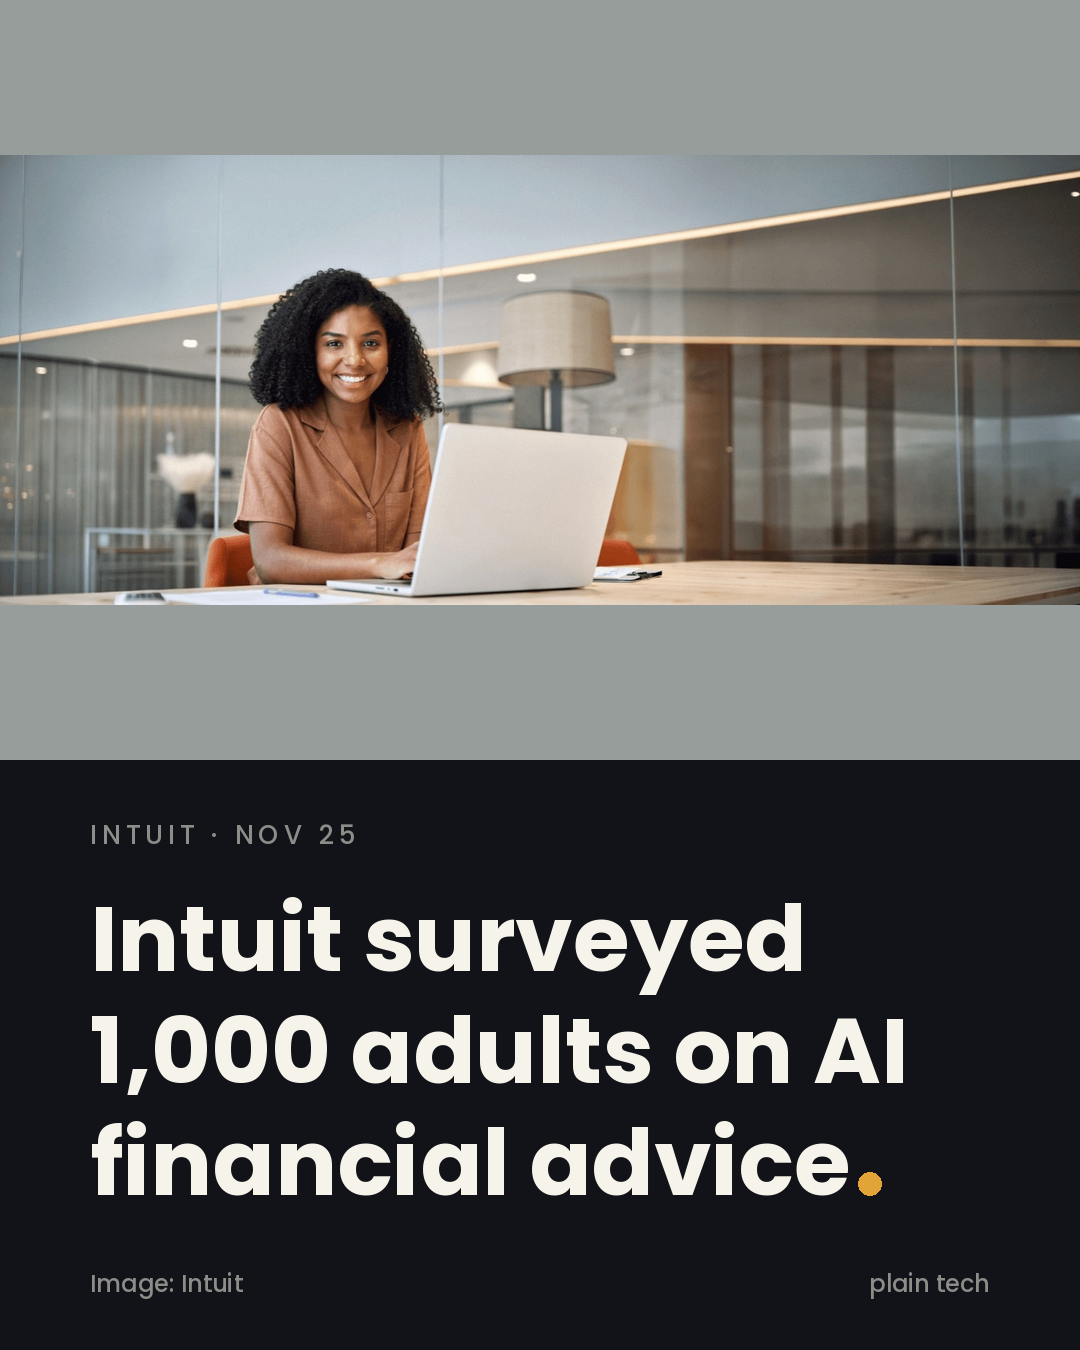 INTUIT · NOV 25
Intuit surveyed
1,000 adults on AI
financial advice.
Image: Intuit
plain tech